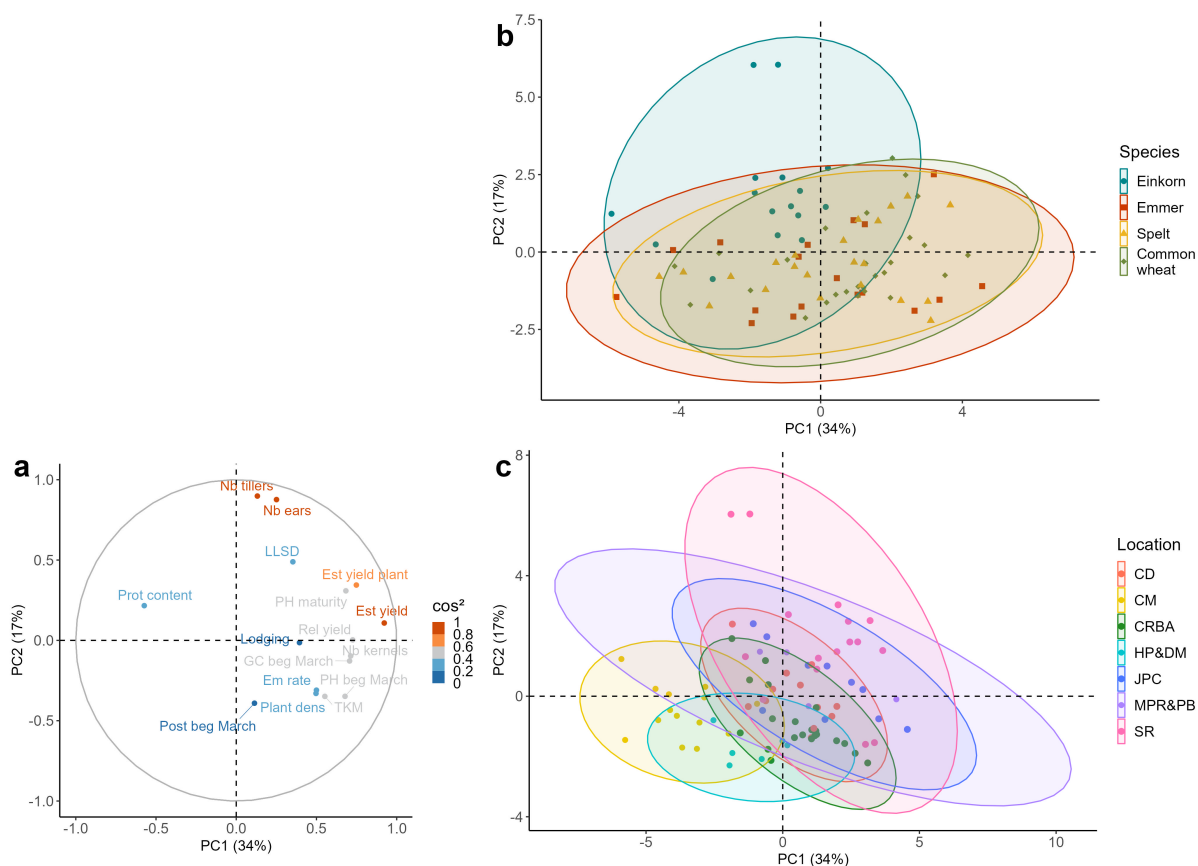 b
7.5
5.0
2.5
0.0
-2.5
PC2 (17%)
-4
0
4
PC1 (34%)
Species
Einkorn
Emmer
Spelt
Common
wheat
a
1.0
0.5
0.0
-0.5
-1.0
PC2 (17%)
Nb tillers
Nb ears
LLSD
Est yield plant
Prot content
PH maturity
Est yield
Rel yield
Lodging
Nb kernels
GC beg March
Em rate
PH beg March
Plant dens
TKM
Post beg March
-1.0
-0.5
0.0
0.5
1.0
PC1 (34%)
cos²
1
0.8
0.6
0.4
0.2
0
c
8
4
0
-4
PC2 (17%)
-5
0
5
10
PC1 (34%)
Location
CD
CM
CRBA
HP&DM
JPC
MPR&PB
SR